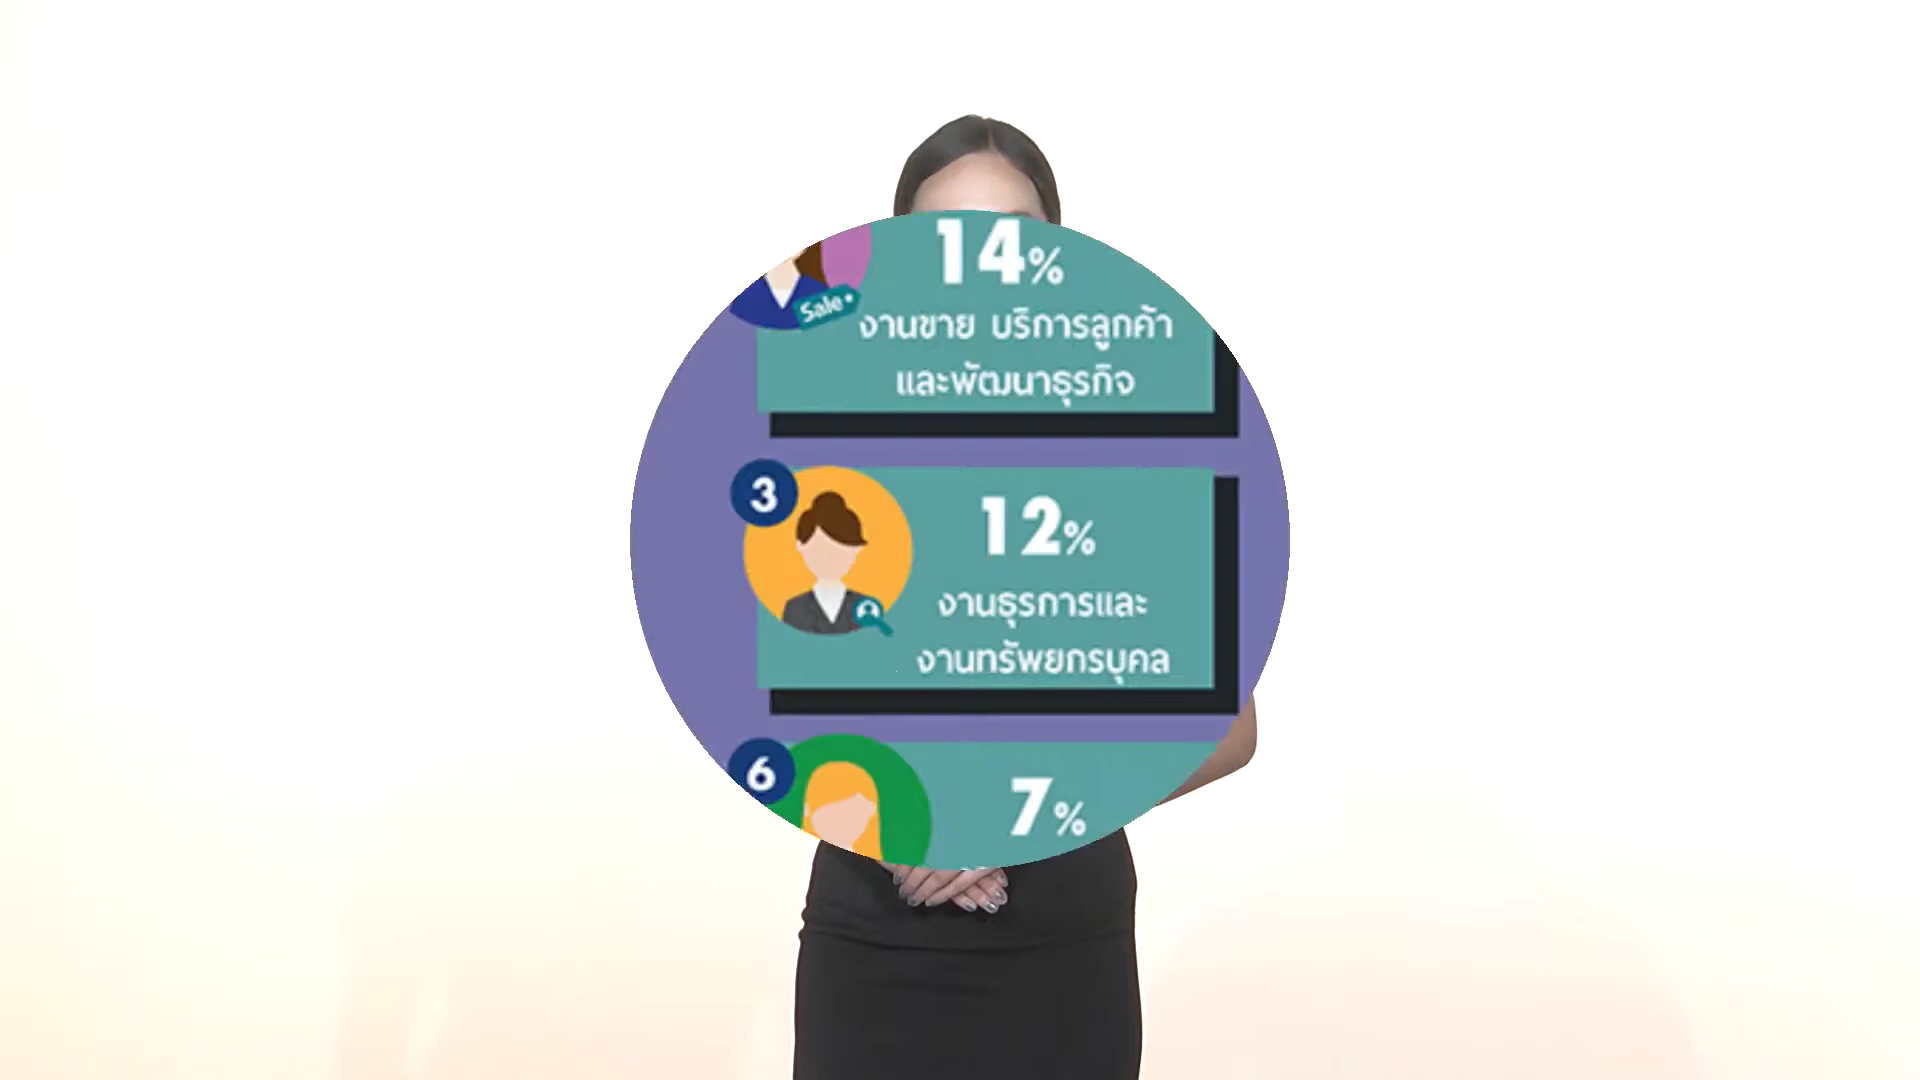 14%
Sale
งานขาย บริการลูกค้า
และพัฒนาธุรกิจ
3
12%
งานธุรการและ
งานทรัพยกรบุคล
6
7%